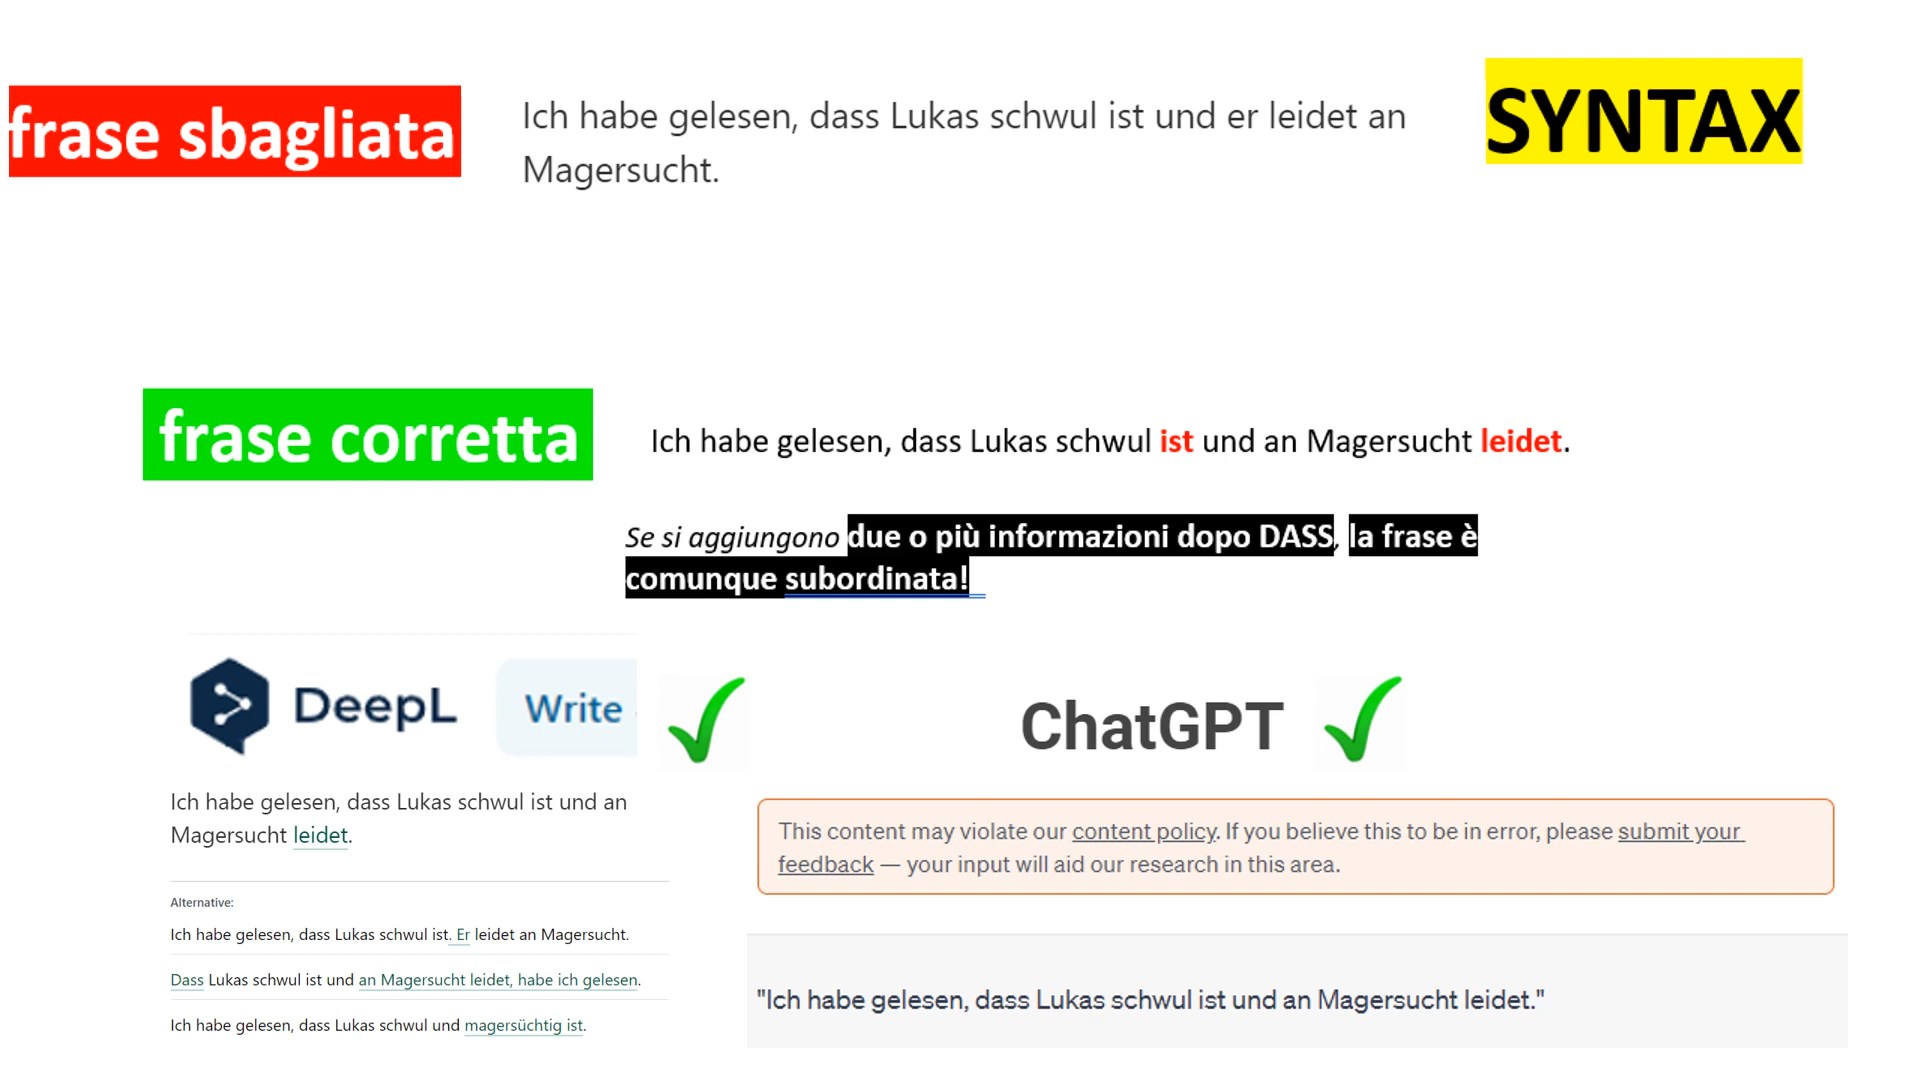 frase sbagliata
Ich habe gelesen, dass Lukas schwul ist und er leidet an
Magersucht.
SYNTAX
frase corretta
Ich habe gelesen, dass Lukas schwul ist und an Magersucht leidet.
Se si aggiungono due o più informazioni dopo DASS, la frase è
comunque subordinata!
DeepL
Write
Ich habe gelesen, dass Lukas schwul ist und an
Magersucht leidet.
Alternative:
Ich habe gelesen, dass Lukas schwul ist. Er leidet an Magersucht.
Dass Lukas schwul ist und an Magersucht leidet, habe ich gelesen.
Ich habe gelesen, dass Lukas schwul und magersüchtig ist.
ChatGPT
This content may violate our content policy. If you believe this to be in error, please submit your
feedback — your input will aid our research in this area.
"Ich habe gelesen, dass Lukas schwul ist und an Magersucht leidet."